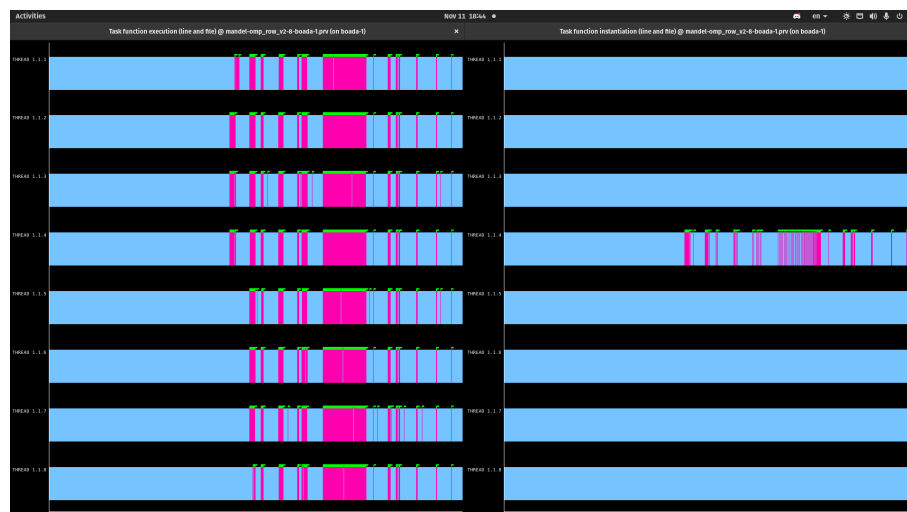 Activities
Nov 11 18:44
en
Task function execution (line and file) @ mandel-omp_row_v2-8-boada-1.prv (on boada-1)
×
Task function instantiation (line and file) @ mandel-omp_row_v2-8-boada-1.prv (on boada-1)
THREAD 1.1.1
THREAD 1.1.2
THREAD 1.1.3
THREAD 1.1.4
THREAD 1.1.5
THREAD 1.1.6
THREAD 1.1.7
THREAD 1.1.8
THREAD 1.1.1
THREAD 1.1.2
THREAD 1.1.3
THREAD 1.1.4
THREAD 1.1.5
THREAD 1.1.6
THREAD 1.1.7
THREAD 1.1.8